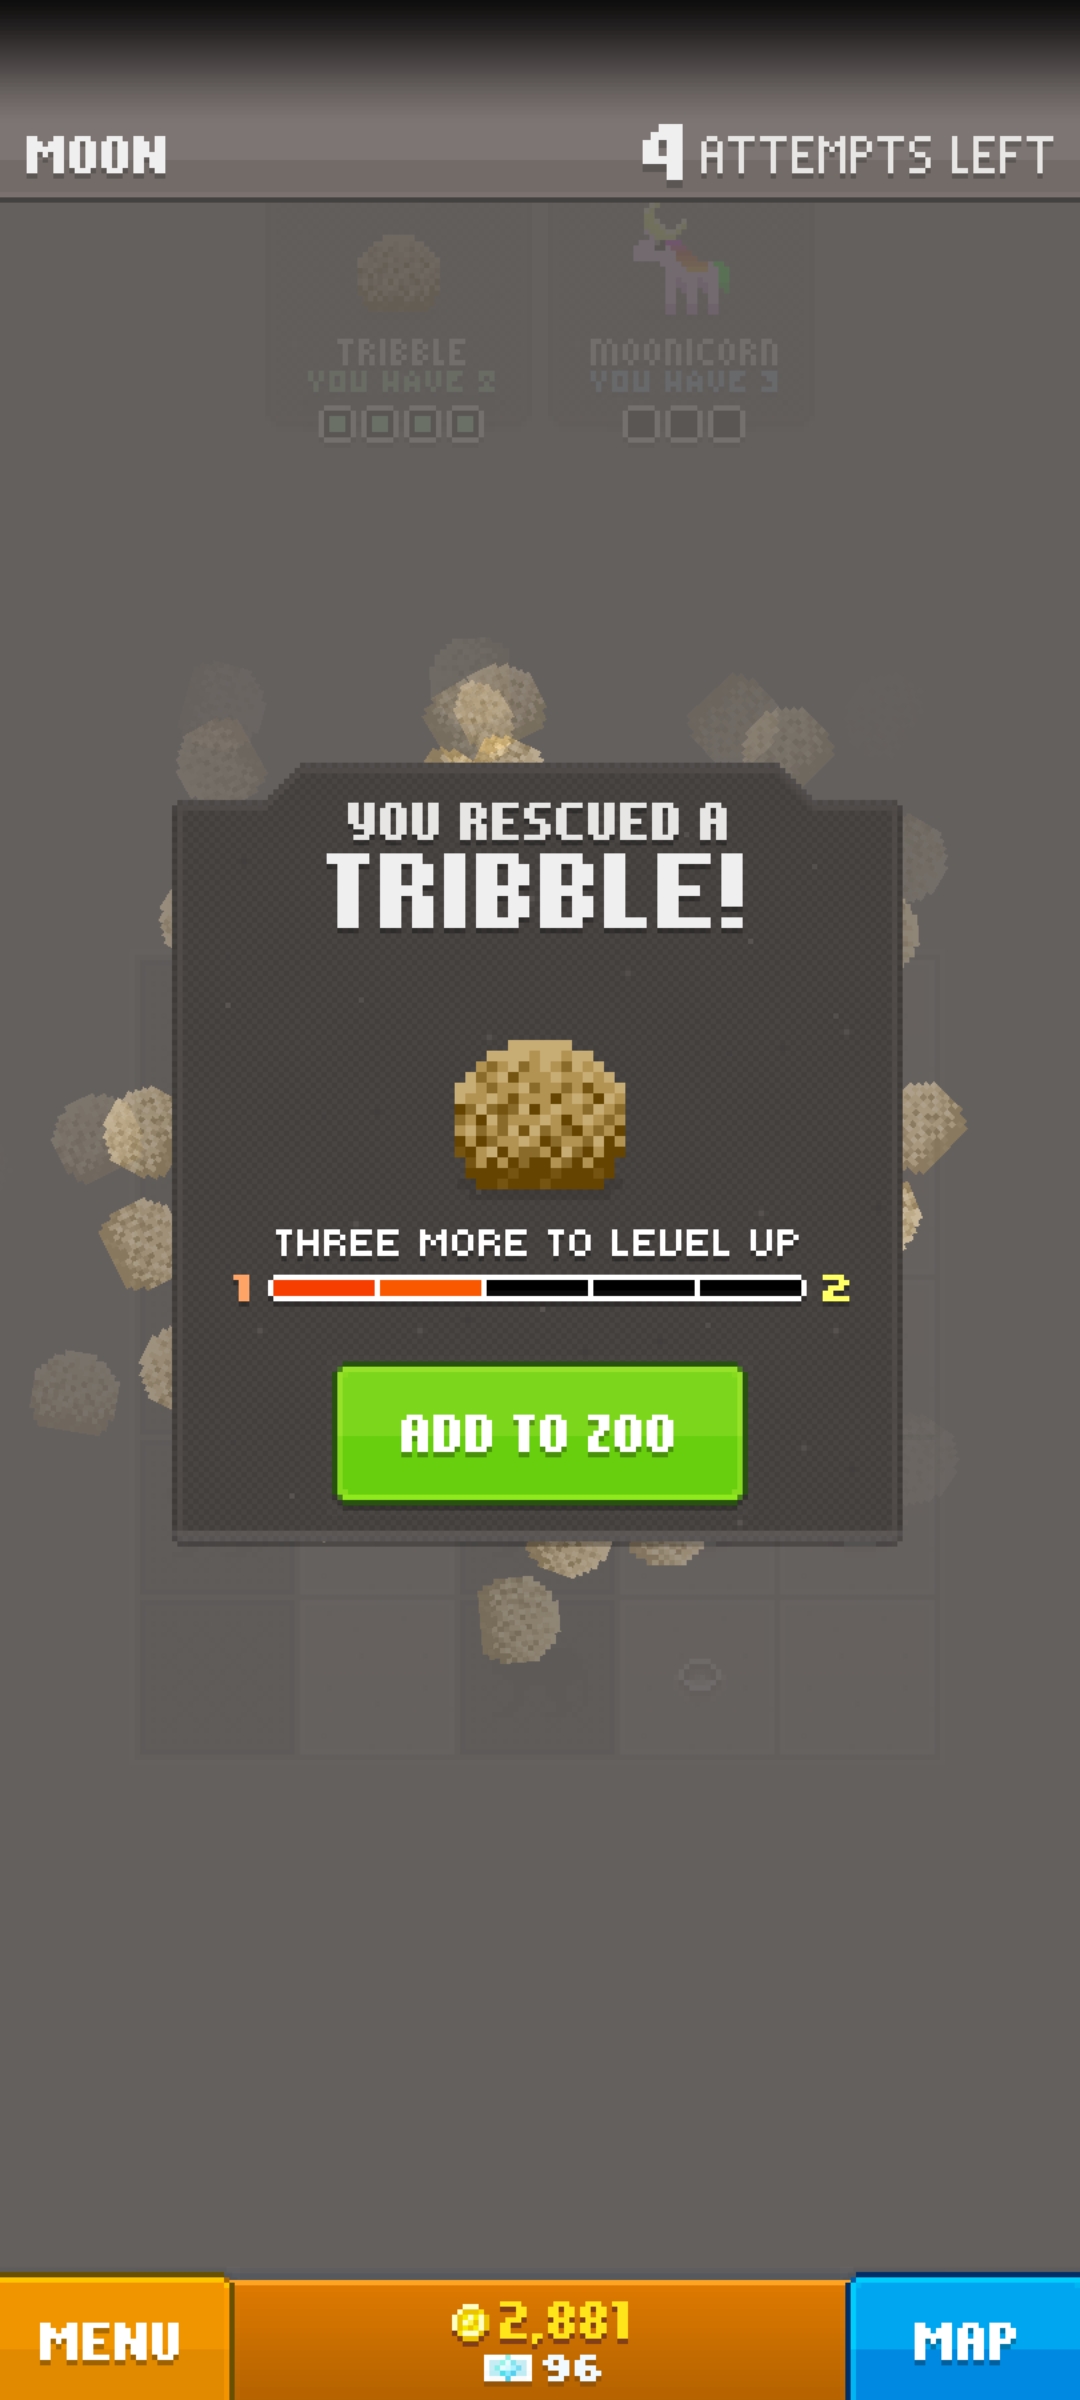 MOON
4 ATTEMPTS LEFT
TRIBBLE
MOONICORN
YOU HAVE 2
YOU HAVE 3
YOU RESCUED A
TRIBBLE!
THREE MORE TO LEVEL UP
1
2
ADD TO ZOO
MENU
2,881
96
MAP